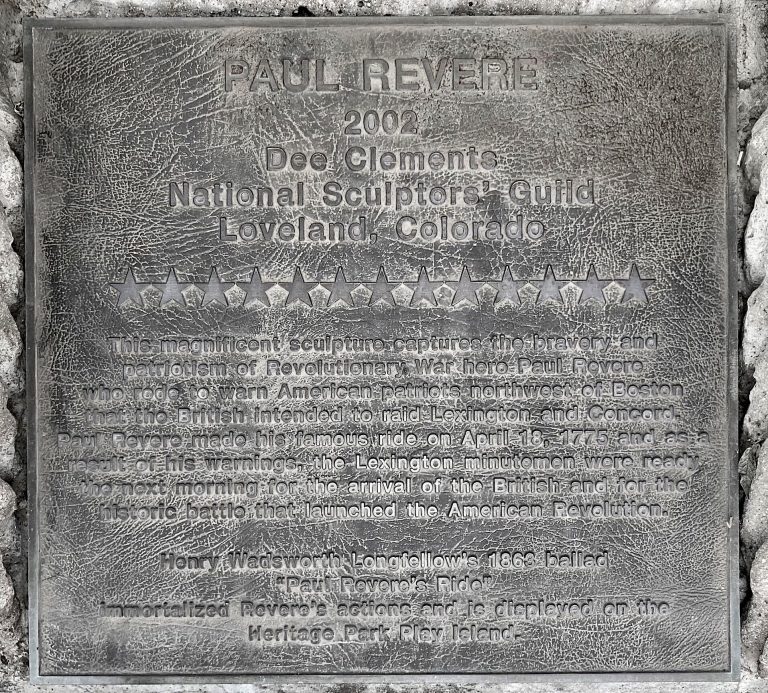 PAUL REVERE
2002
Dee Clements
National Sculptors' Guild
Loveland, Colorado
This magnificent sculpture captures the bravery and
patriotism of Revolutionary War hero Paul Revere
who rode to warn American patriots northwest of Boston
that the British intended to raid Lexington and Concord.
Paul Revere made his famous ride on April 18, 1775 and as a
result of his warnings, the Lexington minutemen were ready
the next morning for the arrival of the British and for the
historic battle that launched the American Revolution.
Henry Wadsworth Longfellow's 1863 ballad
"Paul Revere's Ride"
immortalized Revere's actions and is displayed on the
Heritage Park Play Island.